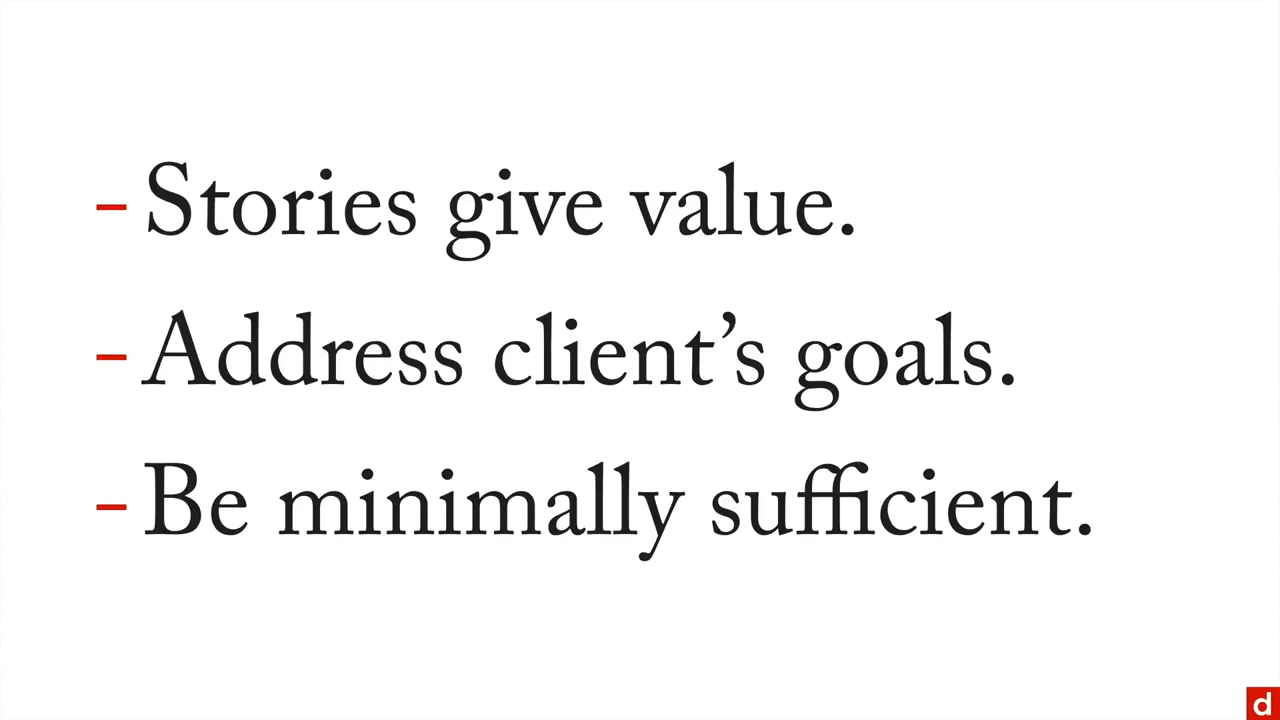 – Stories give value.
– Address client’s goals.
– Be minimally sufficient.
d